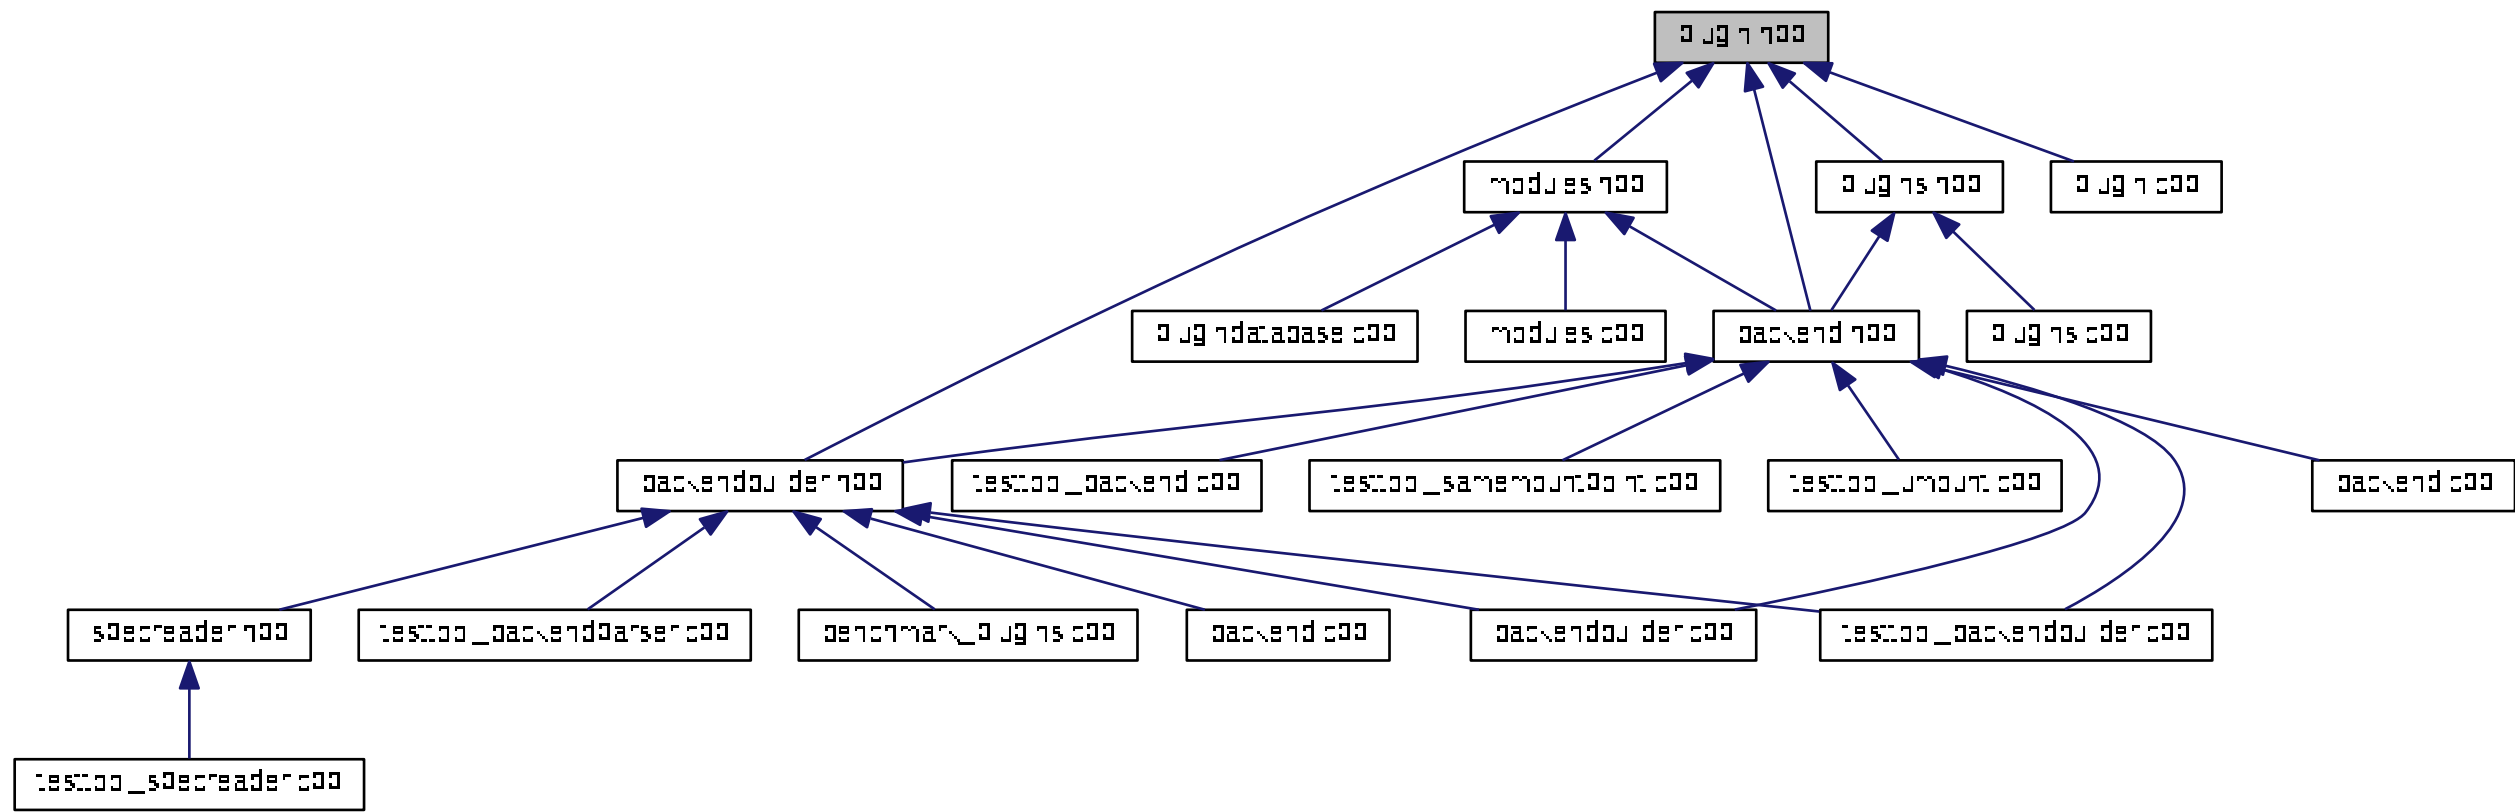 plugin.hpp
modules.hpp
plugins.hpp
plugin.cpp
plugindatabase.cpp
modules.cpp
backend.hpp
plugins.cpp
backendbuilder.hpp
testtool_backend.cpp
testtool_samemountpoint.cpp
testtool_umount.cpp
backend.cpp
specreader.hpp
testtool_backendparser.cpp
benchmark_plugins.cpp
backend.cpp
backendbuilder.cpp
testtool_backendbuilder.cpp
testtool_specreader.cpp